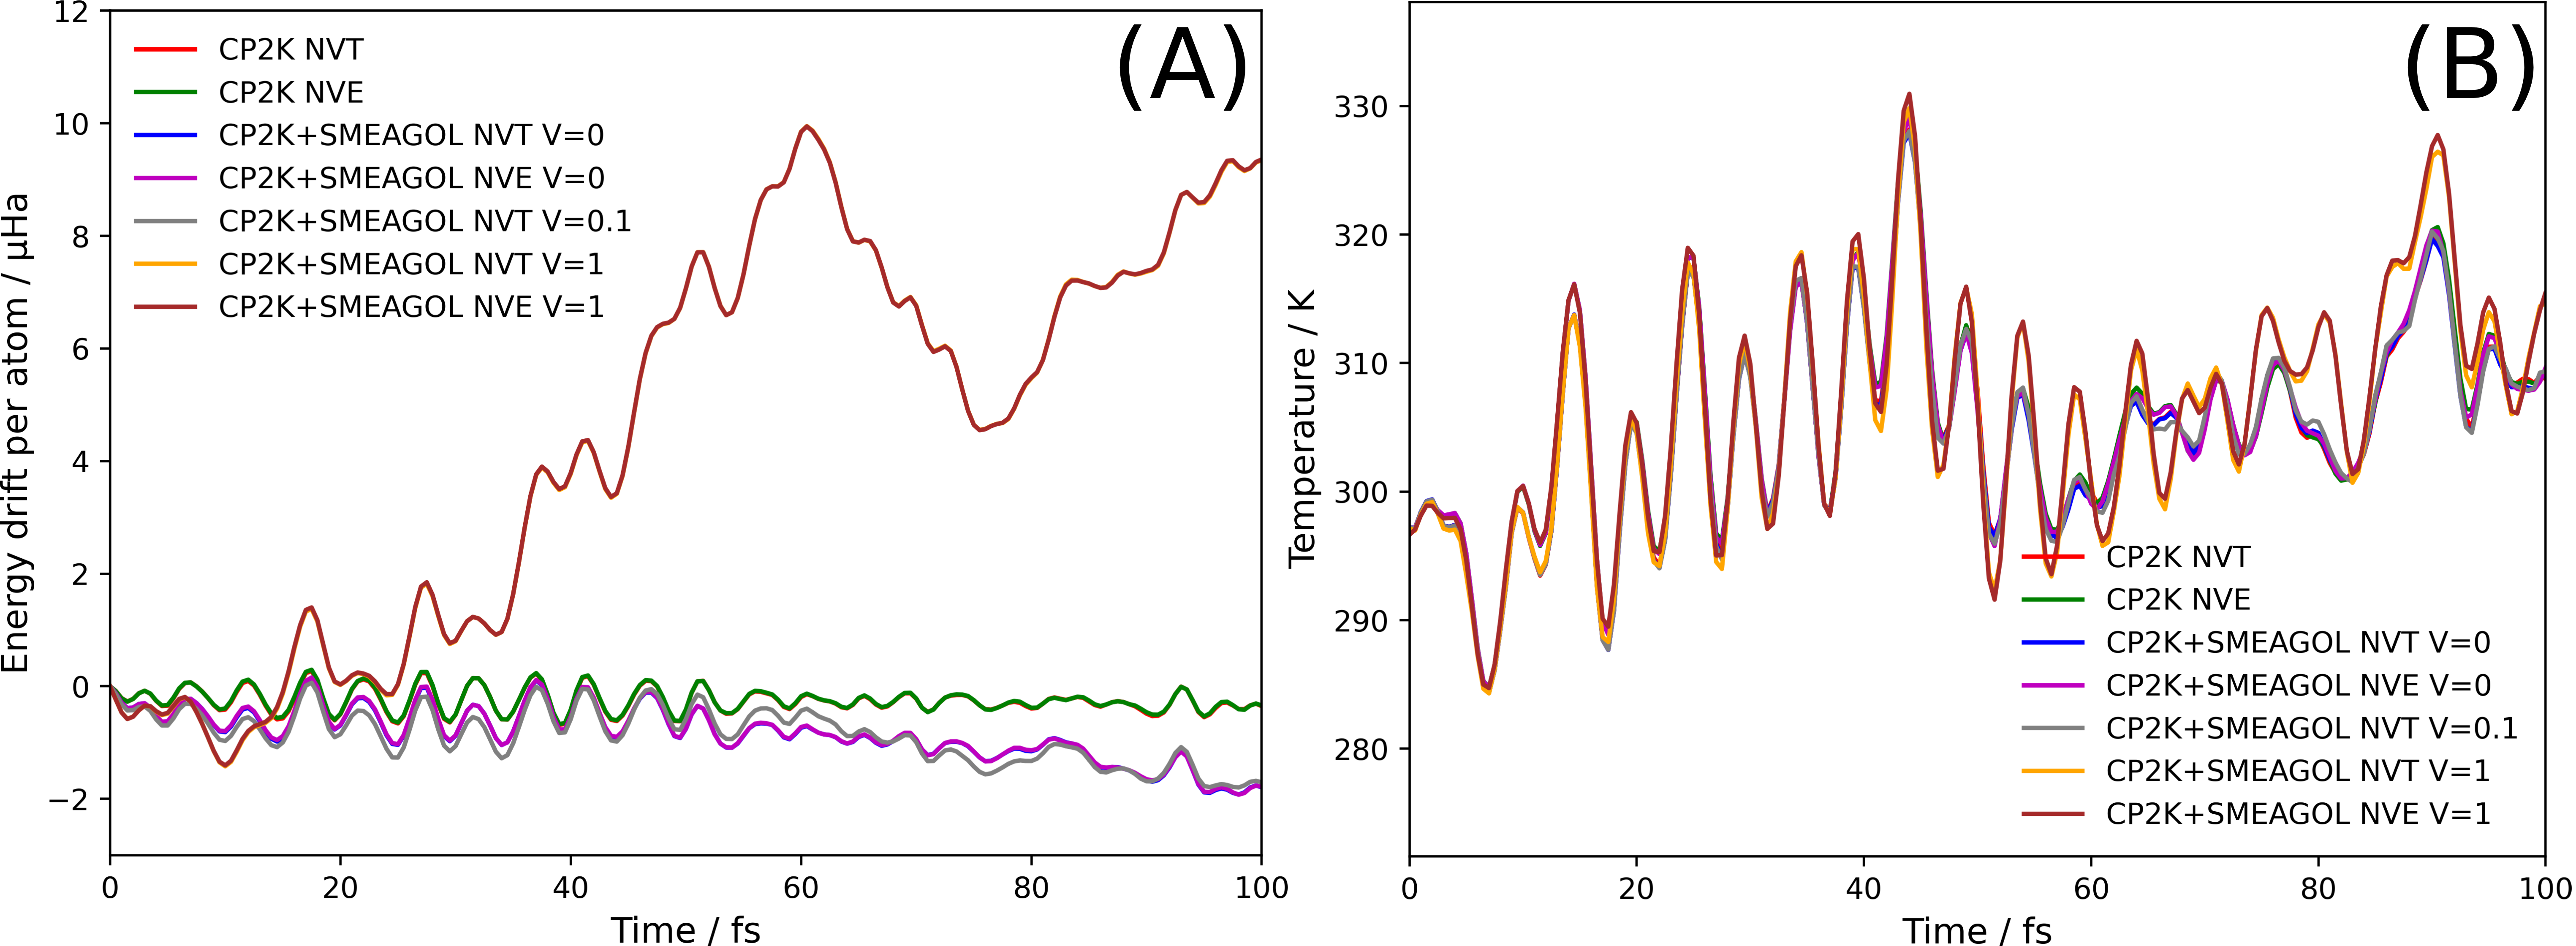 (A)
Energy drift per atom / μHa
12
10
8
6
4
2
0
−2
CP2K NVT
CP2K NVE
CP2K+SMEAGOL NVT V=0
CP2K+SMEAGOL NVE V=0
CP2K+SMEAGOL NVT V=0.1
CP2K+SMEAGOL NVT V=1
CP2K+SMEAGOL NVE V=1
0 20 40 60 80 100
Time / fs
(B)
Temperature / K
330
320
310
300
290
280
CP2K NVT
CP2K NVE
CP2K+SMEAGOL NVT V=0
CP2K+SMEAGOL NVE V=0
CP2K+SMEAGOL NVT V=0.1
CP2K+SMEAGOL NVT V=1
CP2K+SMEAGOL NVE V=1
0 20 40 60 80 100
Time / fs